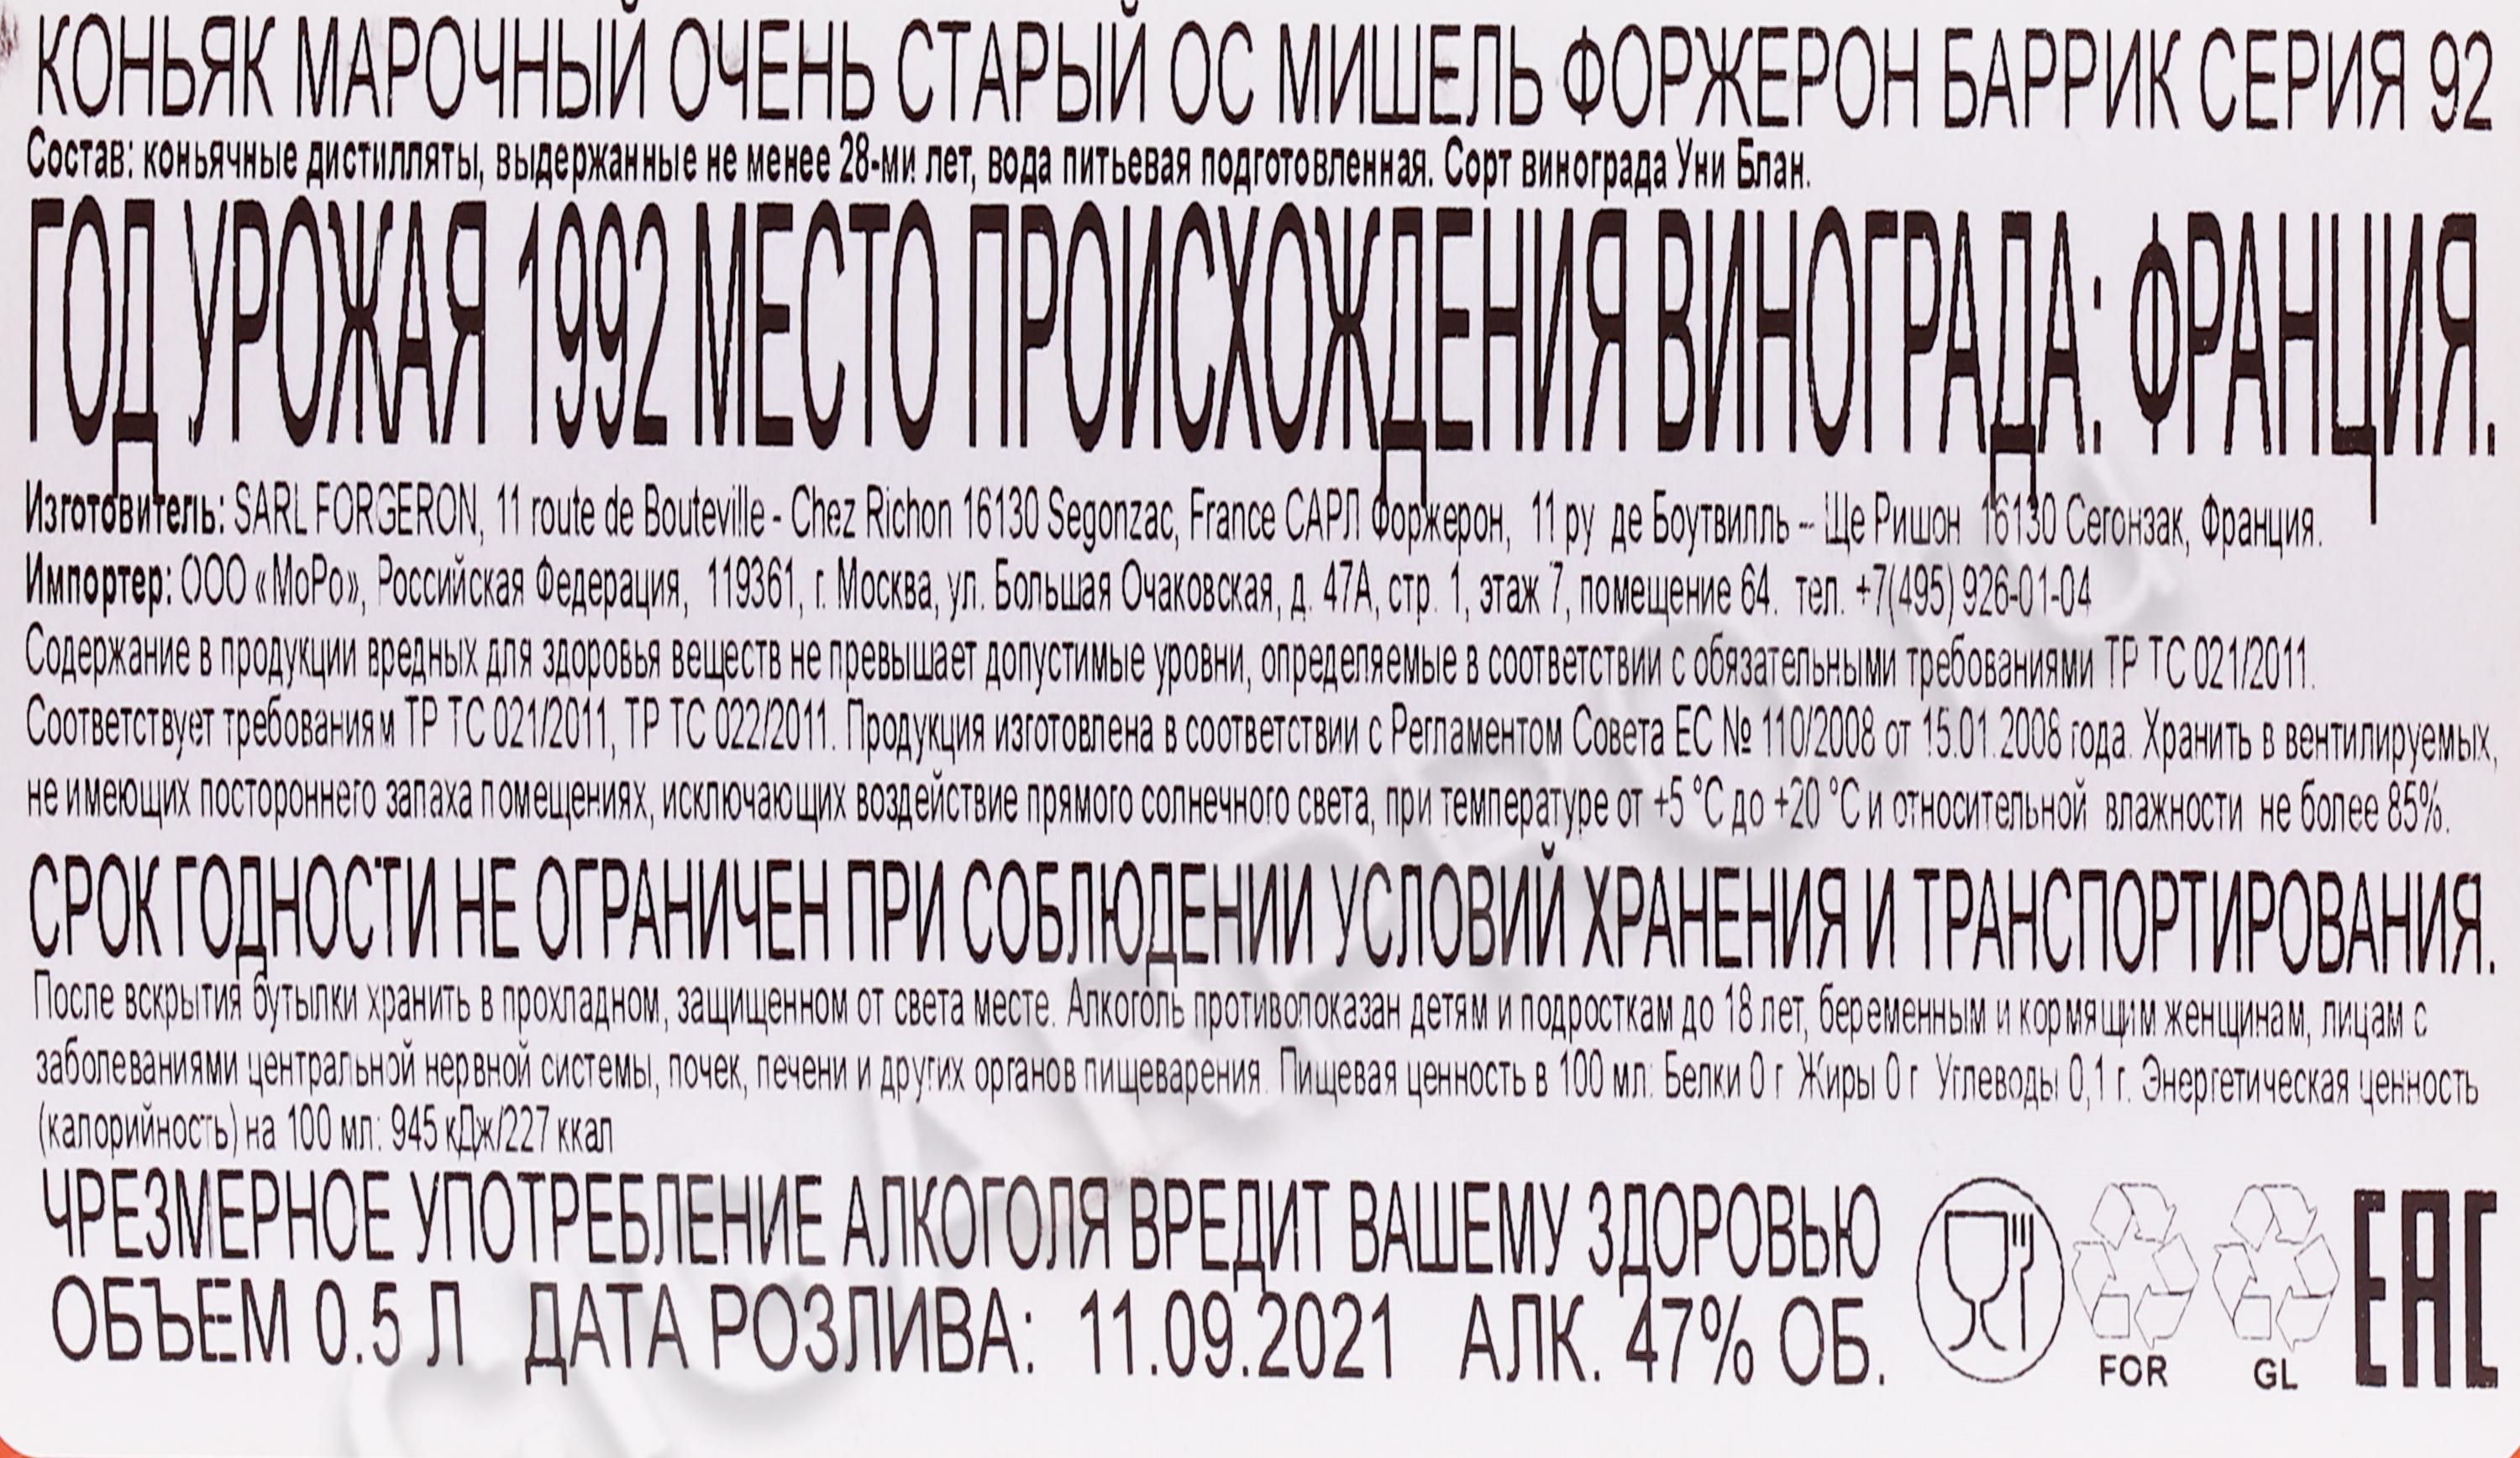 КОНЬЯК МАРОЧНЫЙ ОЧЕНЬ СТАРЫЙ ОС МИШЕЛЬ ФОРЖЕРОН БАРРИК СЕРИЯ 92
Состав: коньячные дистилляты, выдержанные не менее 28-ми лет, вода питьевая подготовленная. Сорт винограда Уни Блан.
ГОД УРОЖАЯ 1992 МЕСТО ПРОИСХОЖДЕНИЯ ВИНОГРАДА: ФРАНЦИЯ.
Изготовитель: SARL FORGERON, 11 route de Bouteville - Chez Richon 16130 Segonzac, France САРЛ Форжерон, 11 ру де Боутвилль – Ще Ришон 16130 Сегонзак, Франция.
Импортер: ООО «МоРо», Российская Федерация, 119361, г. Москва, ул. Большая Очаковская, д. 47А, стр. 1, этаж 7, помещение 64. тел. +7(495) 926-01-04
Содержание в продукции вредных для здоровья веществ не превышает допустимые уровни, определяемые в соответствии с обязательными требованиями ТР ТС 021/2011.
Соответствует требованиям ТР ТС 021/2011, ТР ТС 022/2011. Продукция изготовлена в соответствии с Регламентом Совета ЕС № 110/2008 от 15.01.2008 года. Хранить в вентилируемых,
не имеющих постороннего запаха помещениях, исключающих воздействие прямого солнечного света, при температуре от +5 °С до +20 °С и относительной влажности не более 85%.
СРОК ГОДНОСТИ НЕ ОГРАНИЧЕН ПРИ СОБЛЮДЕНИИ УСЛОВИЙ ХРАНЕНИЯ И ТРАНСПОРТИРОВАНИЯ.
После вскрытия бутылки хранить в прохладном, защищенном от света месте. Алкоголь противопоказан детям и подросткам до 18 лет, беременным и кормящим женщинам, лицам с
заболеваниями центральной нервной системы, почек, печени и других органов пищеварения. Пищевая ценность в 100 мл: Белки 0 г Жиры 0 г Углеводы 0,1 г. Энергетическая ценность
(калорийность) на 100 мл: 945 кДж/227 ккал
ЧРЕЗМЕРНОЕ УПОТРЕБЛЕНИЕ АЛКОГОЛЯ ВРЕДИТ ВАШЕМУ ЗДОРОВЬЮ
ОБЪЕМ 0.5 Л ДАТА РОЗЛИВА: 11.09.2021 АЛК. 47% ОБ.
FOR GL EAC
CIGARPRO.ru